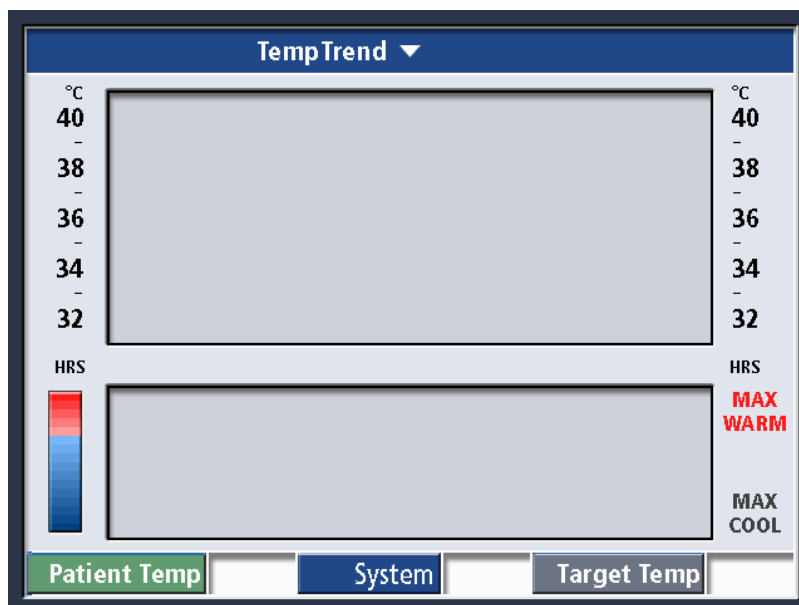 TempTrend
°C °C
40 40
38 38
36 36
34 34
32 32
HRS HRS
MAX
WARM
MAX
COOL
Patient Temp System Target Temp